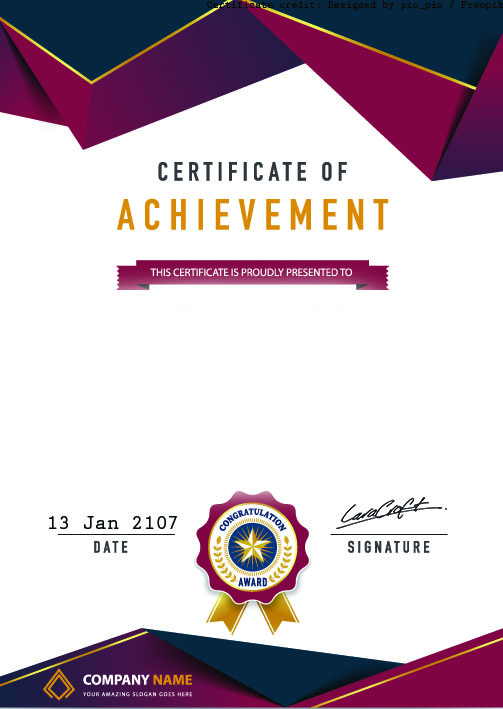 Certificate credit: Designed by pio_pio / Freepik
CERTIFICATE OF
ACHIEVEMENT
THIS CERTIFICATE IS PROUDLY PRESENTED TO
13 Jan 2107
DATE
CONGRATULATION
AWARD
LaraCroft.
SIGNATURE
COMPANY NAME
YOUR AMAZING SLOGAN GOES HERE